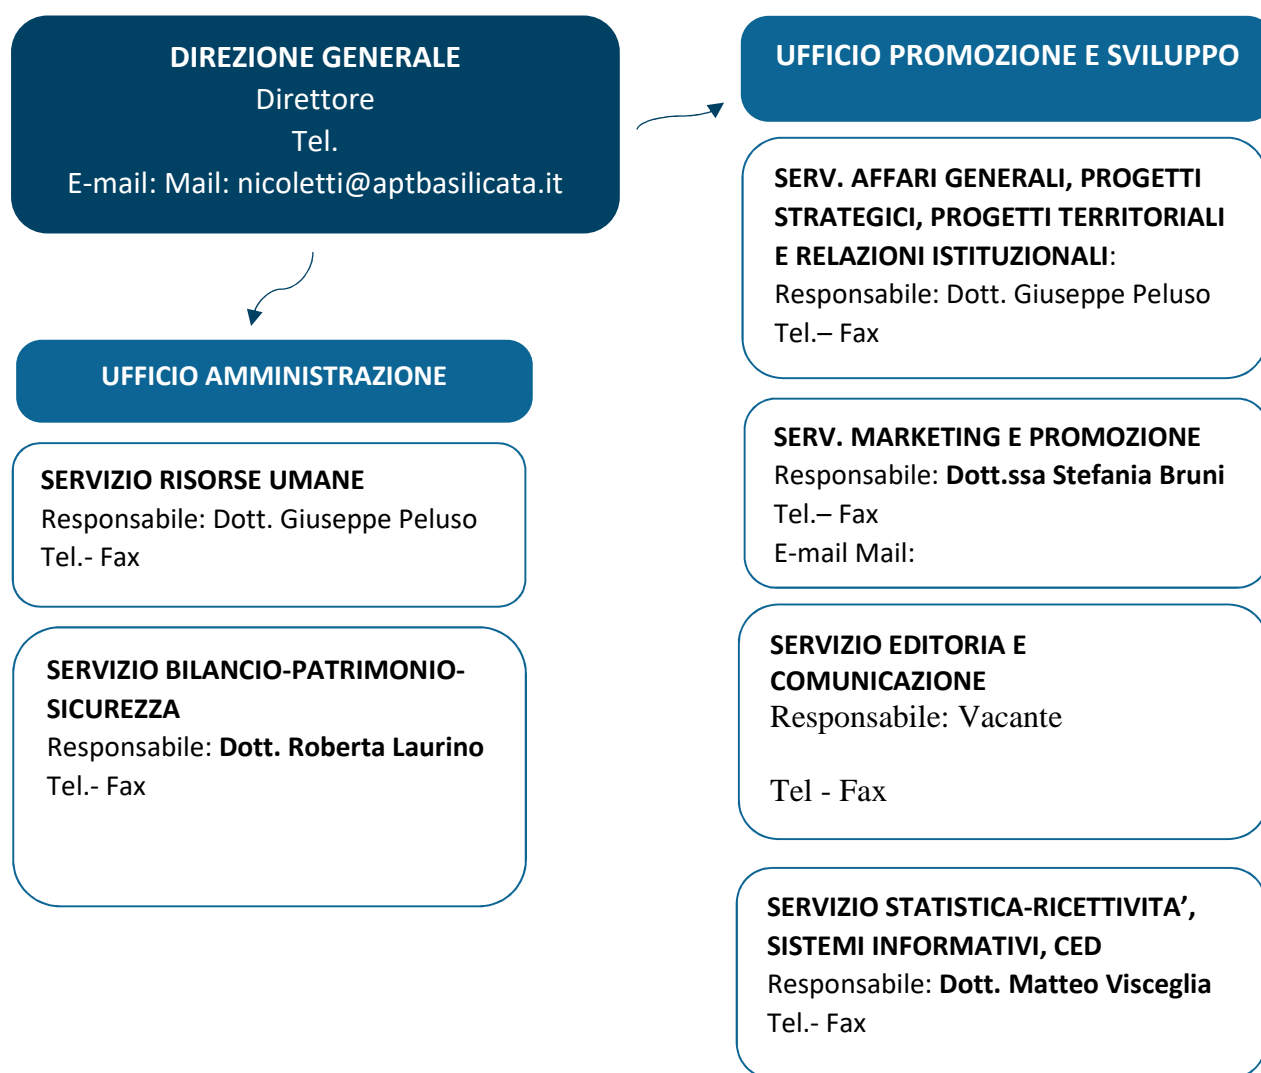 DIREZIONE GENERALE
Direttore
Tel.
E-mail: Mail: nicoletti@aptbasilicata.it
UFFICIO AMMINISTRAZIONE
SERVIZIO RISORSE UMANE
Responsabile: Dott. Giuseppe Peluso
Tel.- Fax
SERVIZIO BILANCIO-PATRIMONIO-
SICUREZZA
Responsabile: Dott. Roberta Laurino
Tel.- Fax
UFFICIO PROMOZIONE E SVILUPPO
SERV. AFFARI GENERALI, PROGETTI
STRATEGICI, PROGETTI TERRITORIALI
E RELAZIONI ISTITUZIONALI:
Responsabile: Dott. Giuseppe Peluso
Tel.– Fax
SERV. MARKETING E PROMOZIONE
Responsabile: Dott.ssa Stefania Bruni
Tel.– Fax
E-mail Mail:
SERVIZIO EDITORIA E
COMUNICAZIONE
Responsabile: Vacante
Tel - Fax
SERVIZIO STATISTICA-RICETTIVITA’,
SISTEMI INFORMATIVI, CED
Responsabile: Dott. Matteo Visceglia
Tel.- Fax